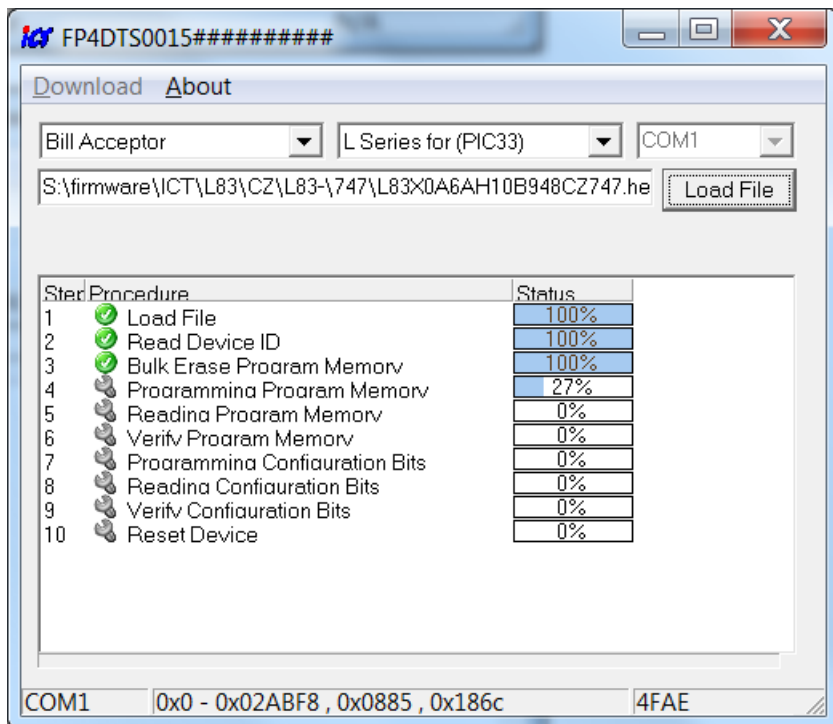 ict FP4DTS0015##########
Download About
Bill Acceptor L Series for (PIC33) COM1
S:\firmware\ICT\L83\CZ\L83-\747\L83X0A6AH10B948CZ747.he Load File
Step Procedure Status
1 Load File 100%
2 Read Device ID 100%
3 Bulk Erase Program Memory 100%
4 Programming Program Memory 27%
5 Reading Program Memory 0%
6 Verify Program Memory 0%
7 Programming Configuration Bits 0%
8 Reading Configuration Bits 0%
9 Verify Configuration Bits 0%
10 Reset Device 0%
COM1 0x0 - 0x02ABF8 , 0x0885 , 0x186c 4FAE